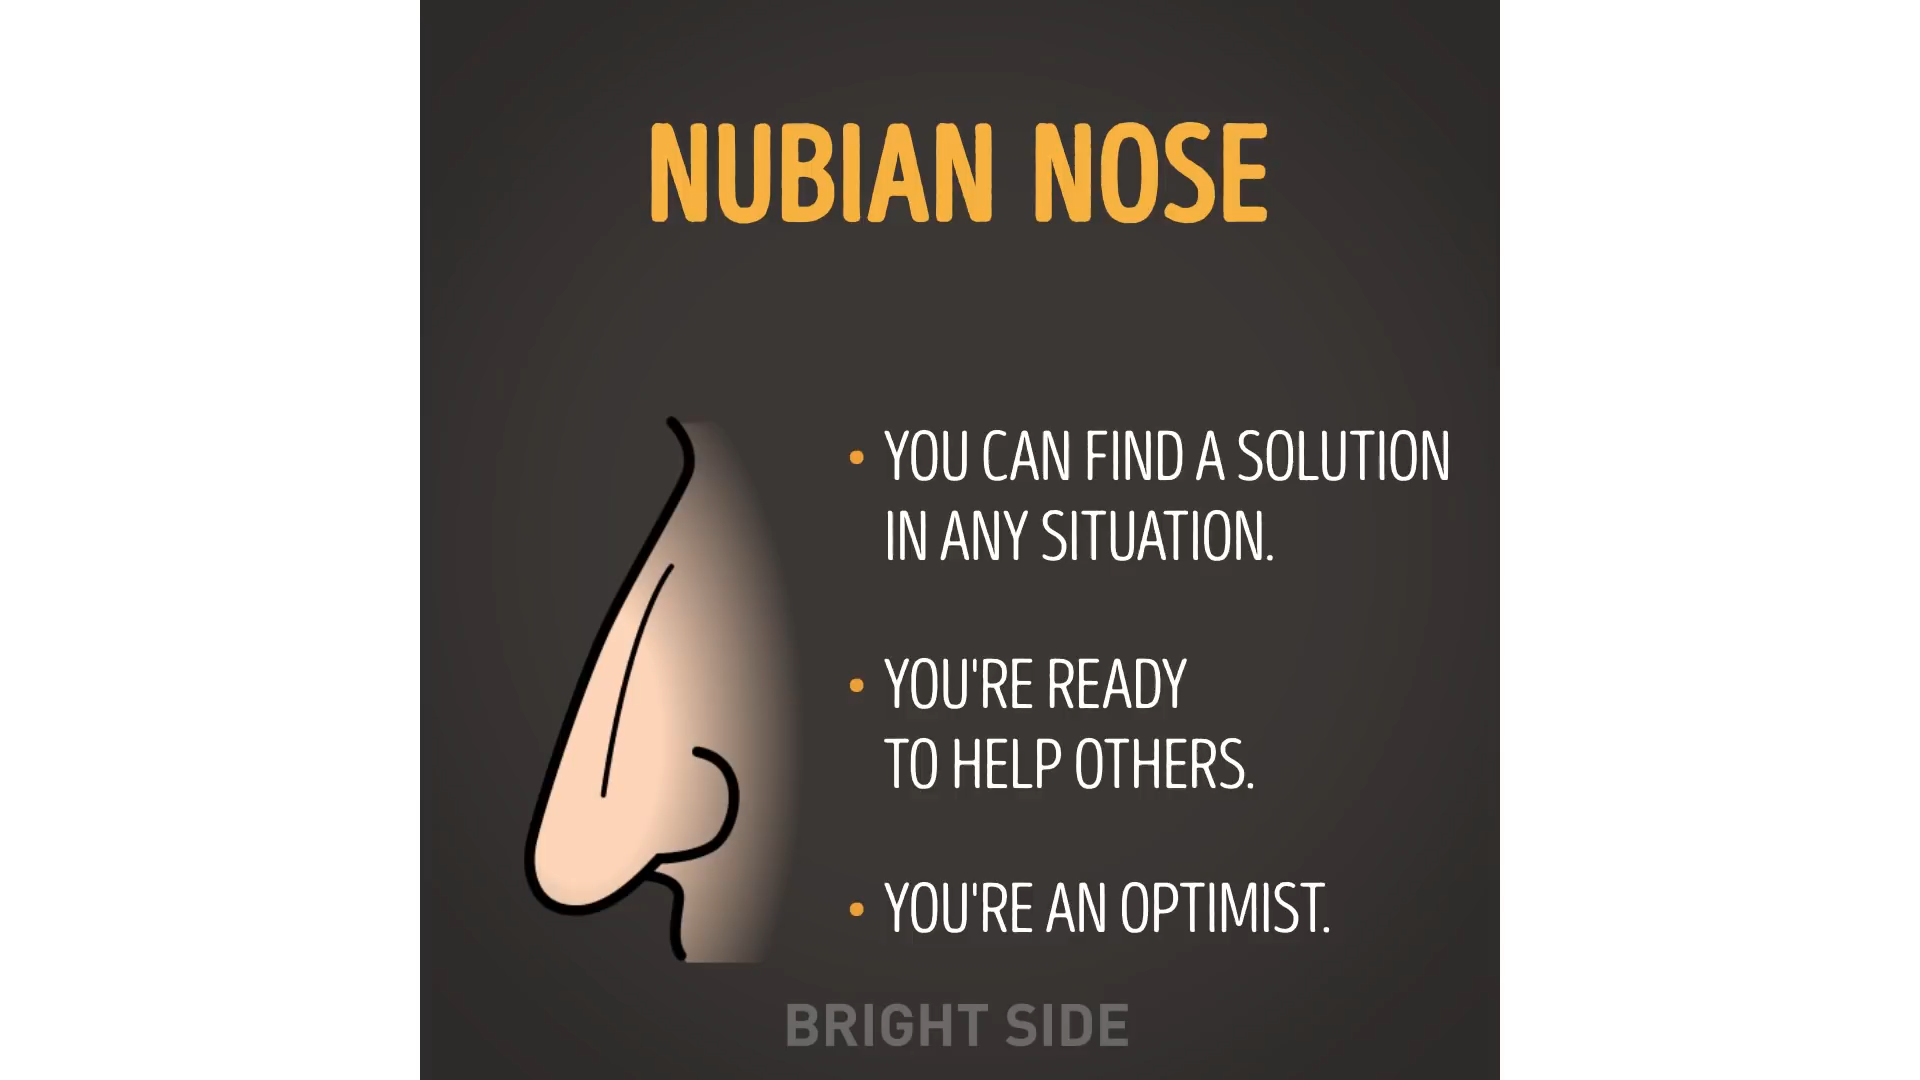 NUBIAN NOSE
• YOU CAN FIND A SOLUTION
IN ANY SITUATION.
• YOU'RE READY
TO HELP OTHERS.
• YOU'RE AN OPTIMIST.
BRIGHT SIDE